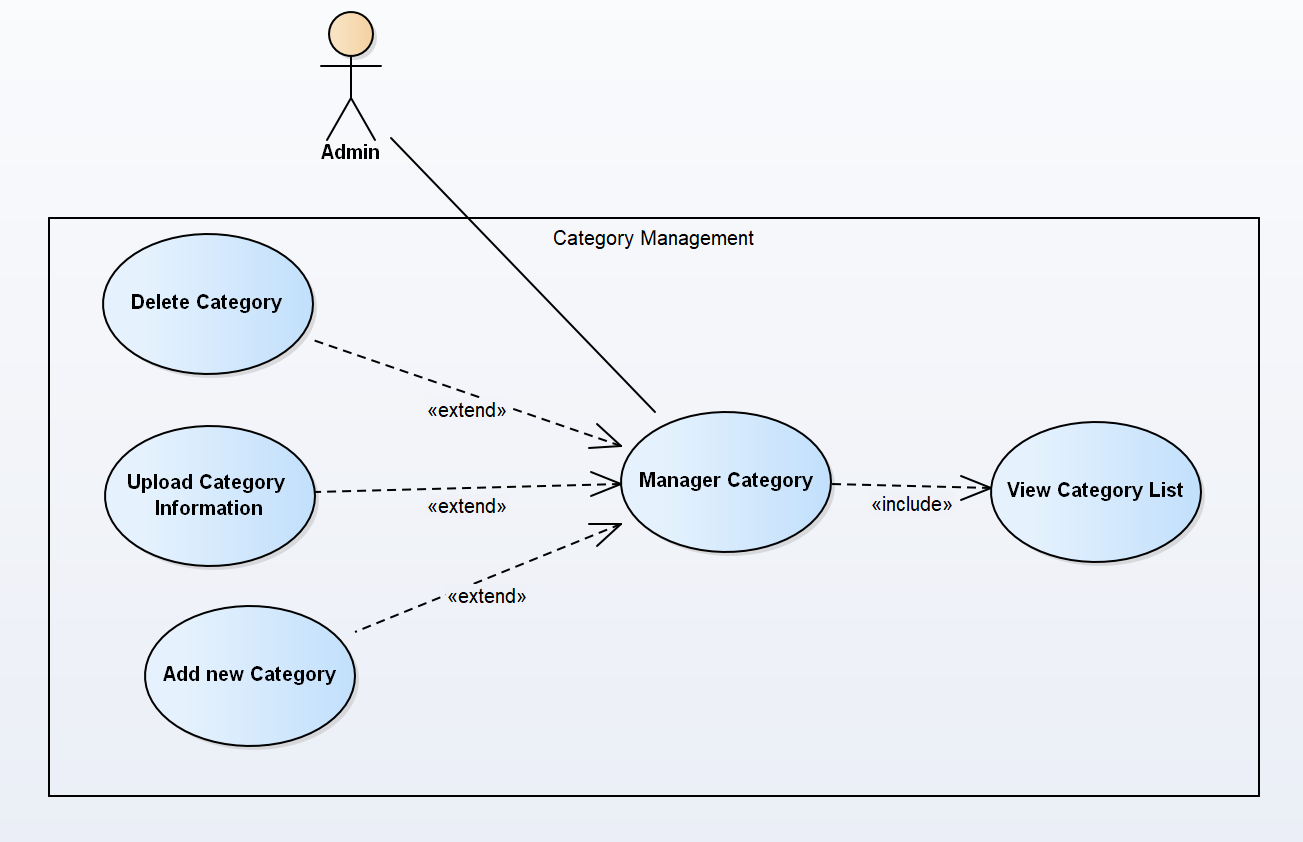 Admin
Category Management
Delete Category
«extend»
Upload Category
Information
«extend»
Manager Category
«include»
View Category List
«extend»
Add new Category